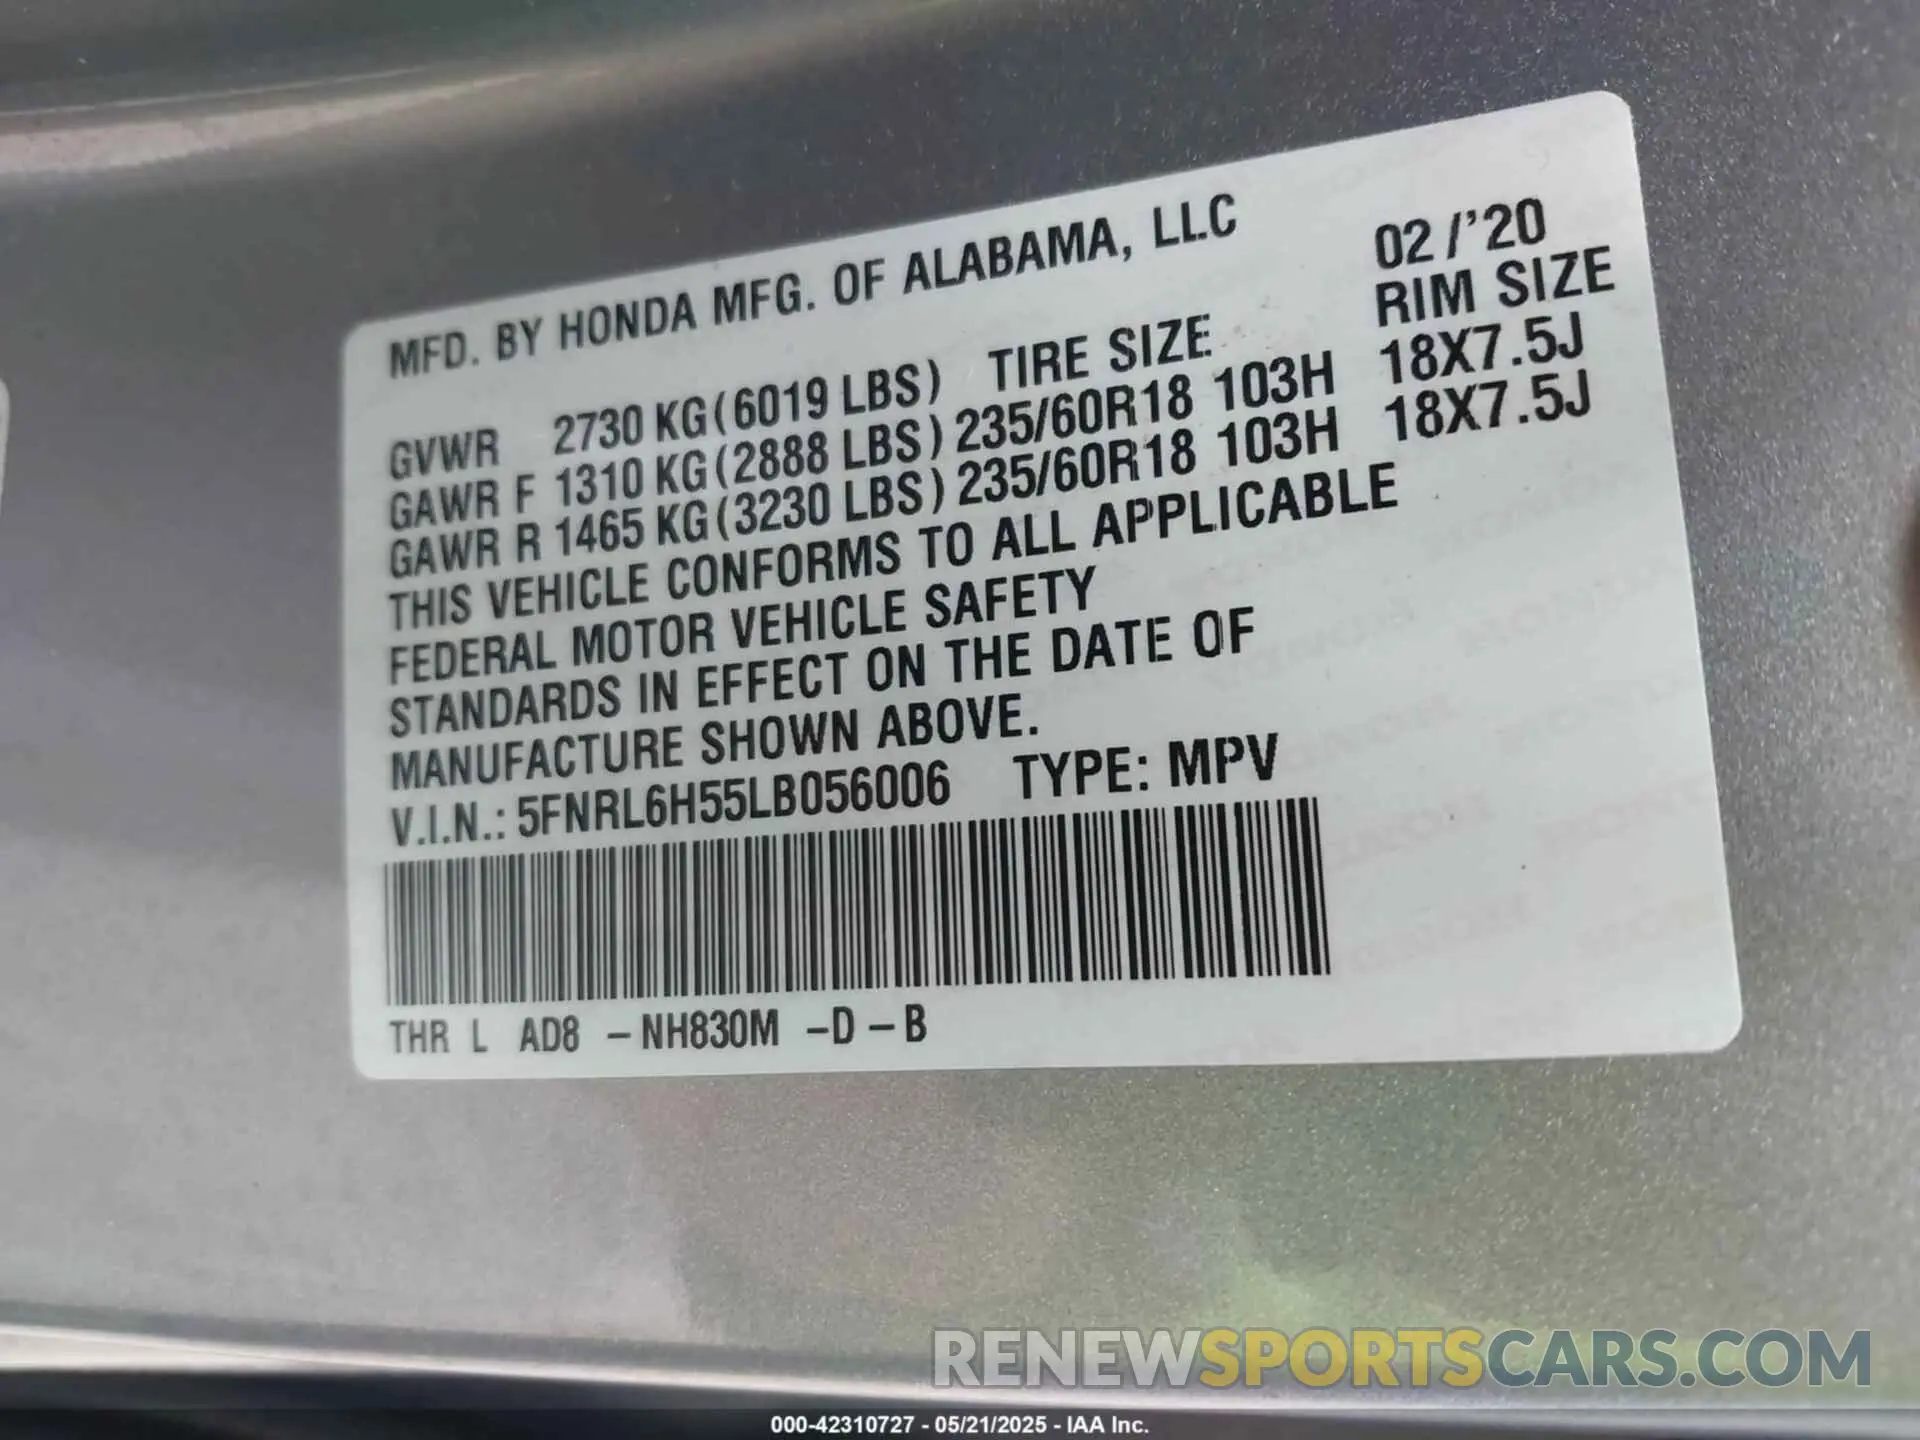 MFD. BY HONDA MFG. OF ALABAMA, LLC 02 /'20
TIRE SIZE RIM SIZE
GVWR 2730 KG (6019 LBS)
GAWR F 1310 KG (2888 LBS) 235/60R18 103H 18X7.5J
GAWR R 1465 KG (3230 LBS) 235/60R18 103H 18X7.5J
THIS VEHICLE CONFORMS TO ALL APPLICABLE
FEDERAL MOTOR VEHICLE SAFETY
STANDARDS IN EFFECT ON THE DATE OF
MANUFACTURE SHOWN ABOVE.
V.I.N.: 5FNRL6H55LB056006 TYPE: MPV
THR L AD8 – NH830M – D – B
RENEWSPORTSCARS.COM
000-42310727 - 05/21/2025 - IAA Inc.